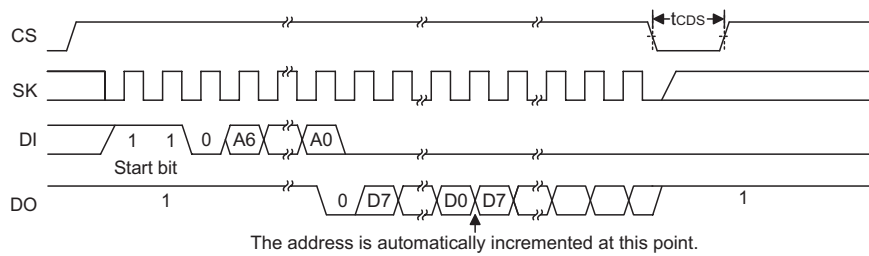 CS tCDS
SK
DI 1 1 0 A6 A0
Start bit
DO 1 0 D7 D0 D7 1
The address is automatically incremented at this point.